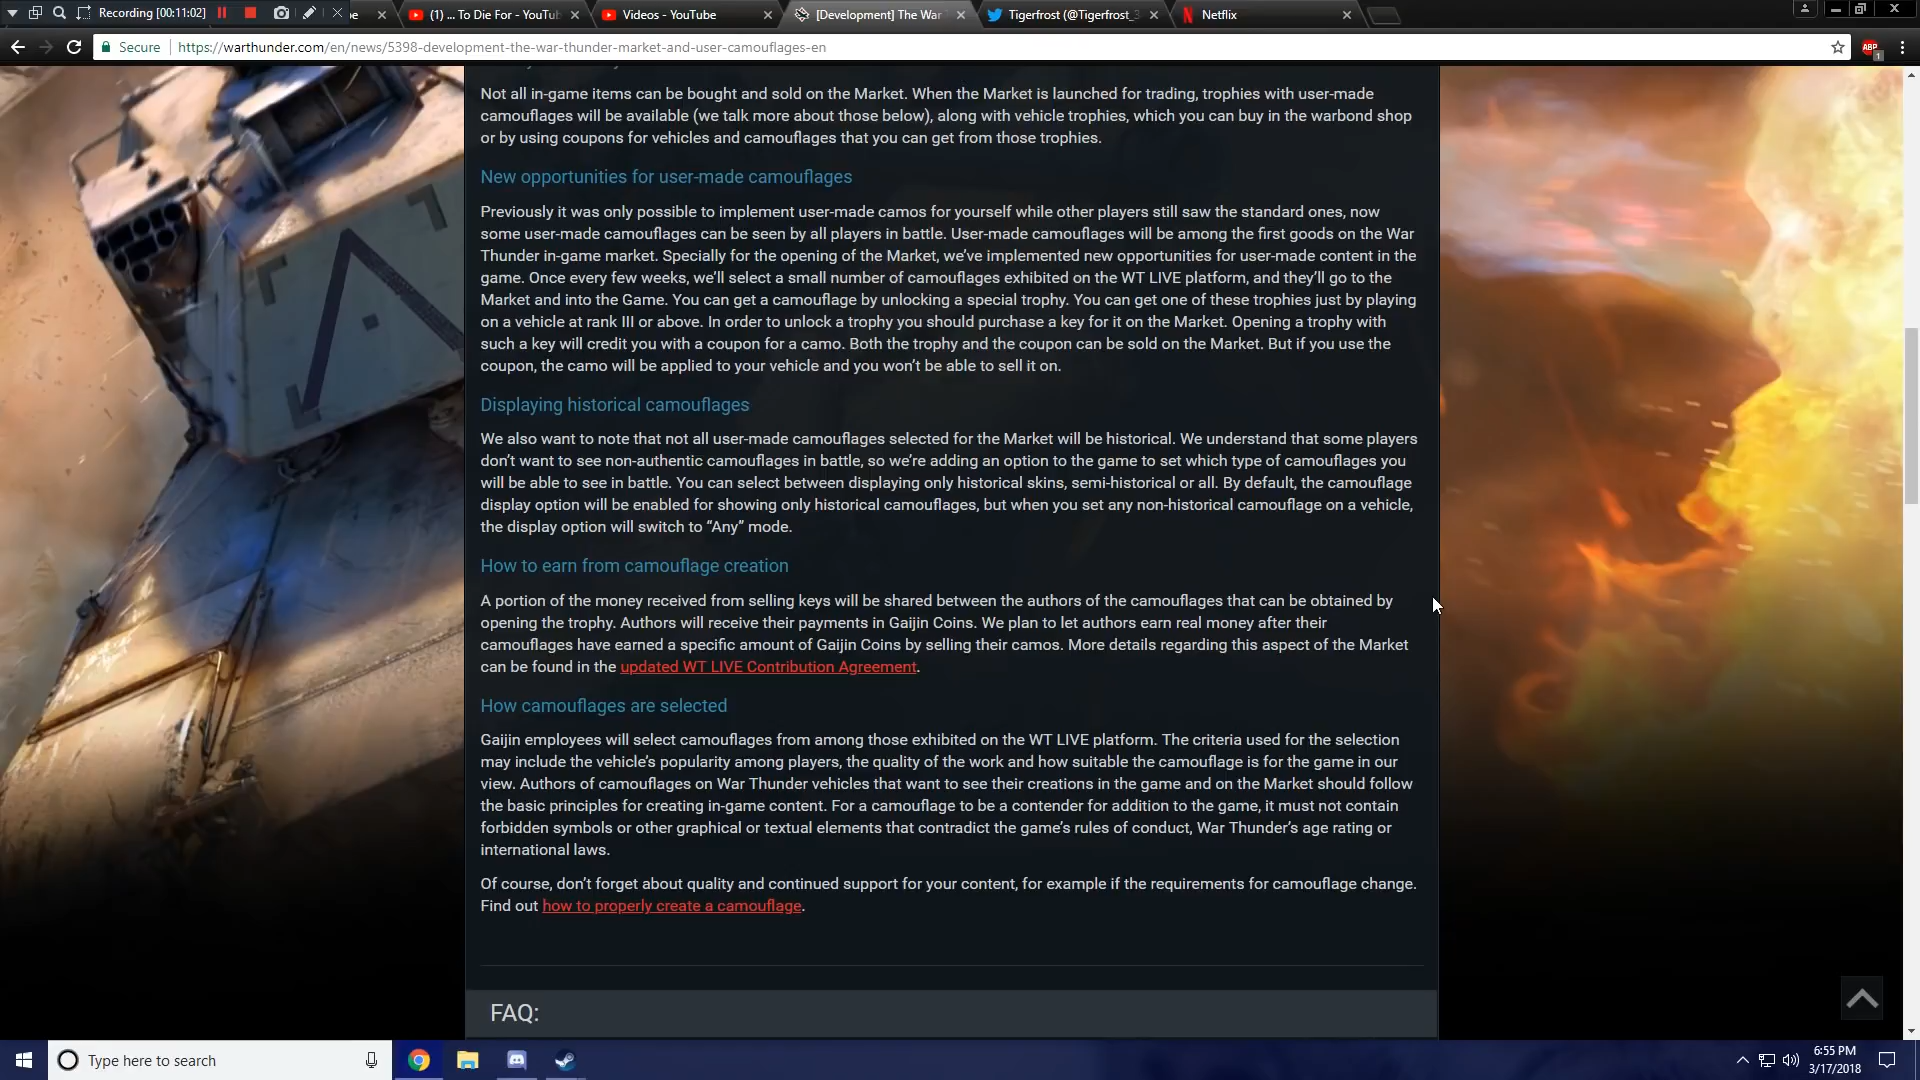 Recording [00:11:02]
(1) ... To Die For - YouTu
Videos - YouTube
[Development] The War
Tigerfrost (@Tigerfrost_3
Netflix
Secure
https://warthunder.com/en/news/5398-development-the-war-thunder-market-and-user-camouflages-en
ABP
1
Not all in-game items can be bought and sold on the Market. When the Market is launched for trading, trophies with user-made
camouflages will be available (we talk more about those below), along with vehicle trophies, which you can buy in the warbond shop
or by using coupons for vehicles and camouflages that you can get from those trophies.
New opportunities for user-made camouflages
Previously it was only possible to implement user-made camos for yourself while other players still saw the standard ones, now
some user-made camouflages can be seen by all players in battle. User-made camouflages will be among the first goods on the War
Thunder in-game market. Specially for the opening of the Market, we've implemented new opportunities for user-made content in the
game. Once every few weeks, we'll select a small number of camouflages exhibited on the WT LIVE platform, and they'll go to the
Market and into the Game. You can get a camouflage by unlocking a special trophy. You can get one of these trophies just by playing
on a vehicle at rank III or above. In order to unlock a trophy you should purchase a key for it on the Market. Opening a trophy with
such a key will credit you with a coupon for a camo. Both the trophy and the coupon can be sold on the Market. But if you use the
coupon, the camo will be applied to your vehicle and you won't be able to sell it on.
Displaying historical camouflages
We also want to note that not all user-made camouflages selected for the Market will be historical. We understand that some players
don't want to see non-authentic camouflages in battle, so we're adding an option to the game to set which type of camouflages you
will be able to see in battle. You can select between displaying only historical skins, semi-historical or all. By default, the camouflage
display option will be enabled for showing only historical camouflages, but when you set any non-historical camouflage on a vehicle,
the display option will switch to “Any” mode.
How to earn from camouflage creation
A portion of the money received from selling keys will be shared between the authors of the camouflages that can be obtained by
opening the trophy. Authors will receive their payments in Gaijin Coins. We plan to let authors earn real money after their
camouflages have earned a specific amount of Gaijin Coins by selling their camos. More details regarding this aspect of the Market
can be found in the updated WT LIVE Contribution Agreement.
How camouflages are selected
Gaijin employees will select camouflages from among those exhibited on the WT LIVE platform. The criteria used for the selection
may include the vehicle's popularity among players, the quality of the work and how suitable the camouflage is for the game in our
view. Authors of camouflages on War Thunder vehicles that want to see their creations in the game and on the Market should follow
the basic principles for creating in-game content. For a camouflage to be a contender for addition to the game, it must not contain
forbidden symbols or other graphical or textual elements that contradict the game's rules of conduct, War Thunder's age rating or
international laws.
Of course, don't forget about quality and continued support for your content, for example if the requirements for camouflage change.
Find out how to properly create a camouflage.
FAQ:
Type here to search
6:55 PM
3/17/2018